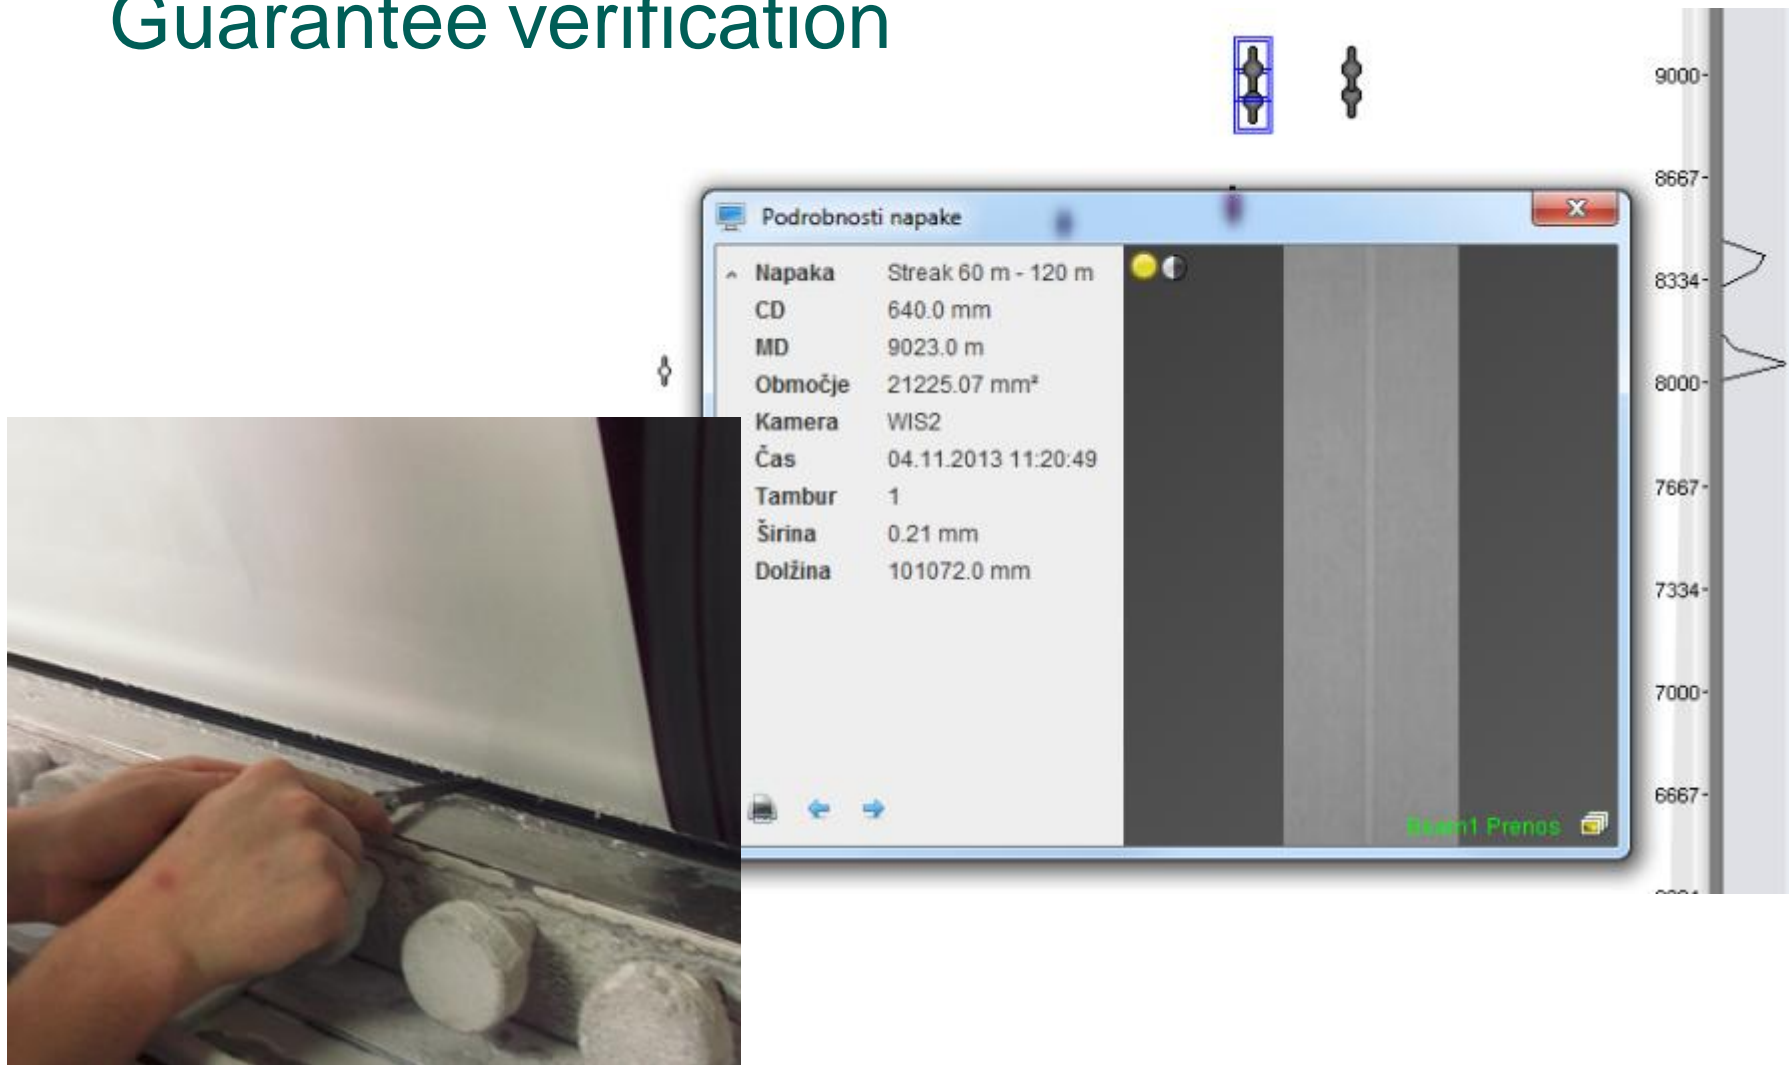 Guarantee verification
9000
8667
8334
8000
7667
7334
7000
6667
Podrobnosti napake
Napaka Streak 60 m - 120 m
CD 640.0 mm
MD 9023.0 m
Območje 21225.07 mm²
Kamera WIS2
Čas 04.11.2013 11:20:49
Tambur 1
Širina 0.21 mm
Dolžina 101072.0 mm
Beam1 Prenos